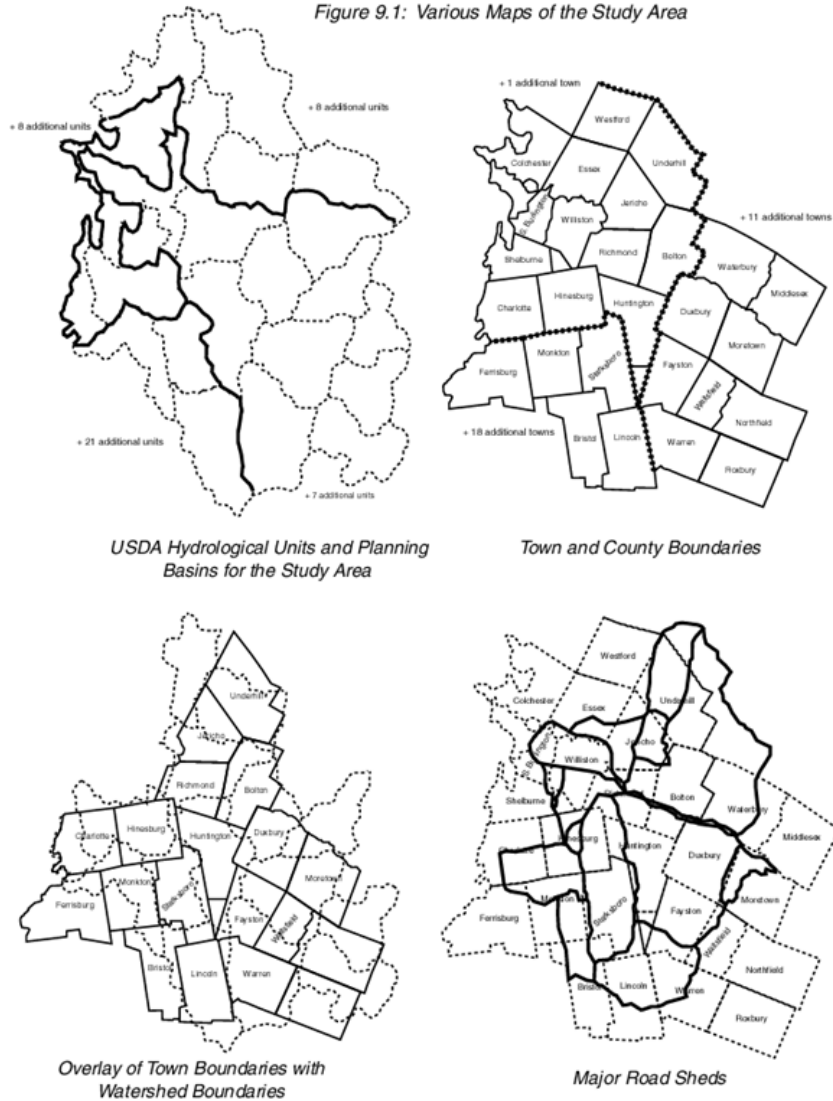 Figure 9.1: Various Maps of the Study Area
+ 8 additional units
+ 8 additional units
+ 21 additional units
+ 7 additional units
USDA Hydrological Units and Planning
Basins for the Study Area
+ 1 additional town
Westford
Colchester
Essex
Underhill
S. Burlington
Williston
Jericho
+ 11 additional towns
Shelburne
Richmond
Bolton
Waterbury
Middlesex
Charlotte
Hinesburg
Huntington
Duxbury
Moretown
Ferrisburg
Monkton
Starksboro
Fayston
Waitsfield
Northfield
+ 18 additional towns
Bristol
Lincoln
Warren
Roxbury
Town and County Boundaries
Underhill
Jericho
Richmond
Bolton
Charlotte
Hinesburg
Huntington
Duxbury
Ferrisburg
Monkton
Starksboro
Moretown
Fayston
Waitsfield
Bristol
Lincoln
Warren
Overlay of Town Boundaries with
Watershed Boundaries
Westford
Colchester
Essex
Underhill
S. Burlington
Williston
Jericho
Shelburne
Bolton
Waterbury
Middlesex
Hinesburg
Huntington
Duxbury
Moretown
Ferrisburg
Starksboro
Fayston
Waitsfield
Northfield
Bristol
Lincoln
Warren
Roxbury
Major Road Sheds